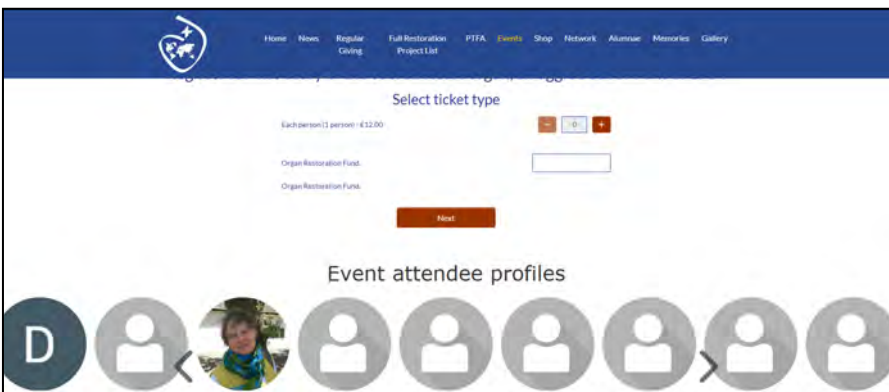 Home News Regular Giving Full Restoration Project List PTFA Events Shop Network Alumnae Memories Gallery
Select ticket type
Each person (1 person) - £12.00
- 0 +
Organ Restoration Fund.
Organ Restoration Fund.
Next
Event attendee profiles
D